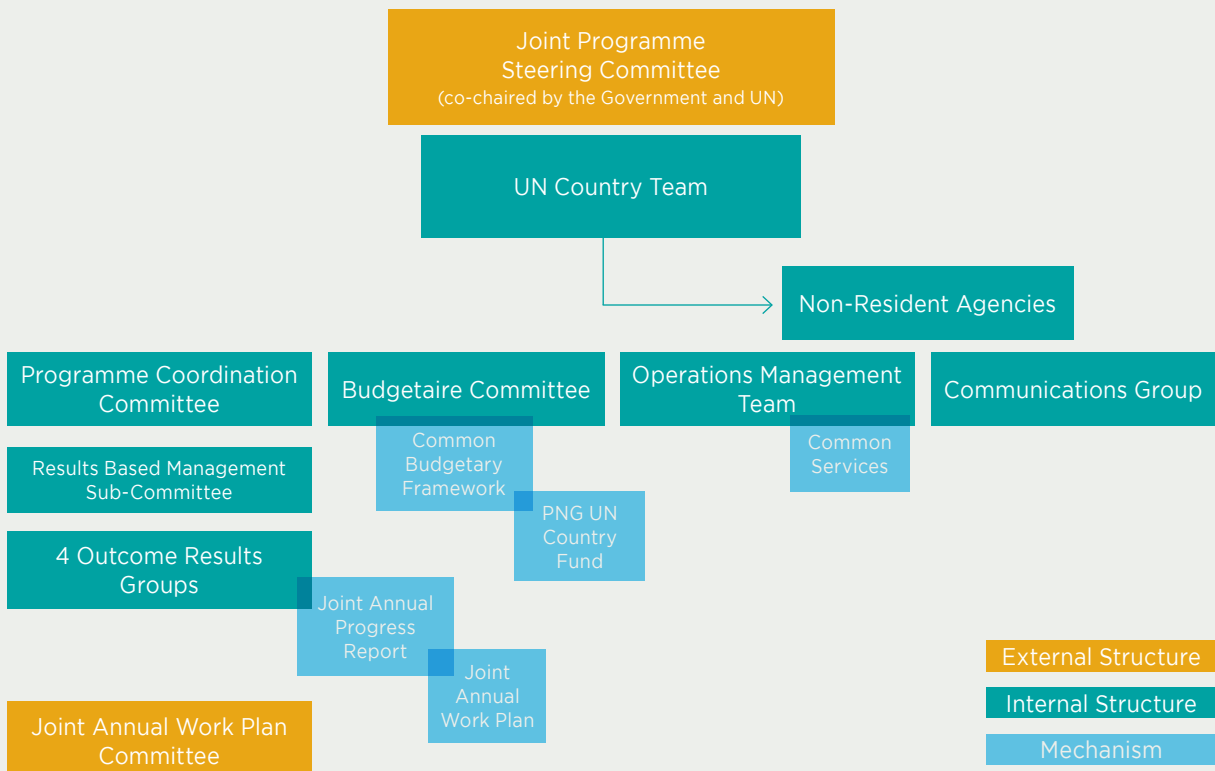 Joint Programme
Steering Committee
(co-chaired by the Government and UN)
UN Country Team
Non-Resident Agencies
Programme Coordination
Committee
Budgetaire Committee
Operations Management
Team
Communications Group
Common
Budgetary
Framework
Common
Services
Results Based Management
Sub-Committee
PNG UN
Country
Fund
4 Outcome Results
Groups
Joint Annual
Progress
Report
Joint
Annual
Work Plan
Joint Annual Work Plan
Committee
External Structure
Internal Structure
Mechanism